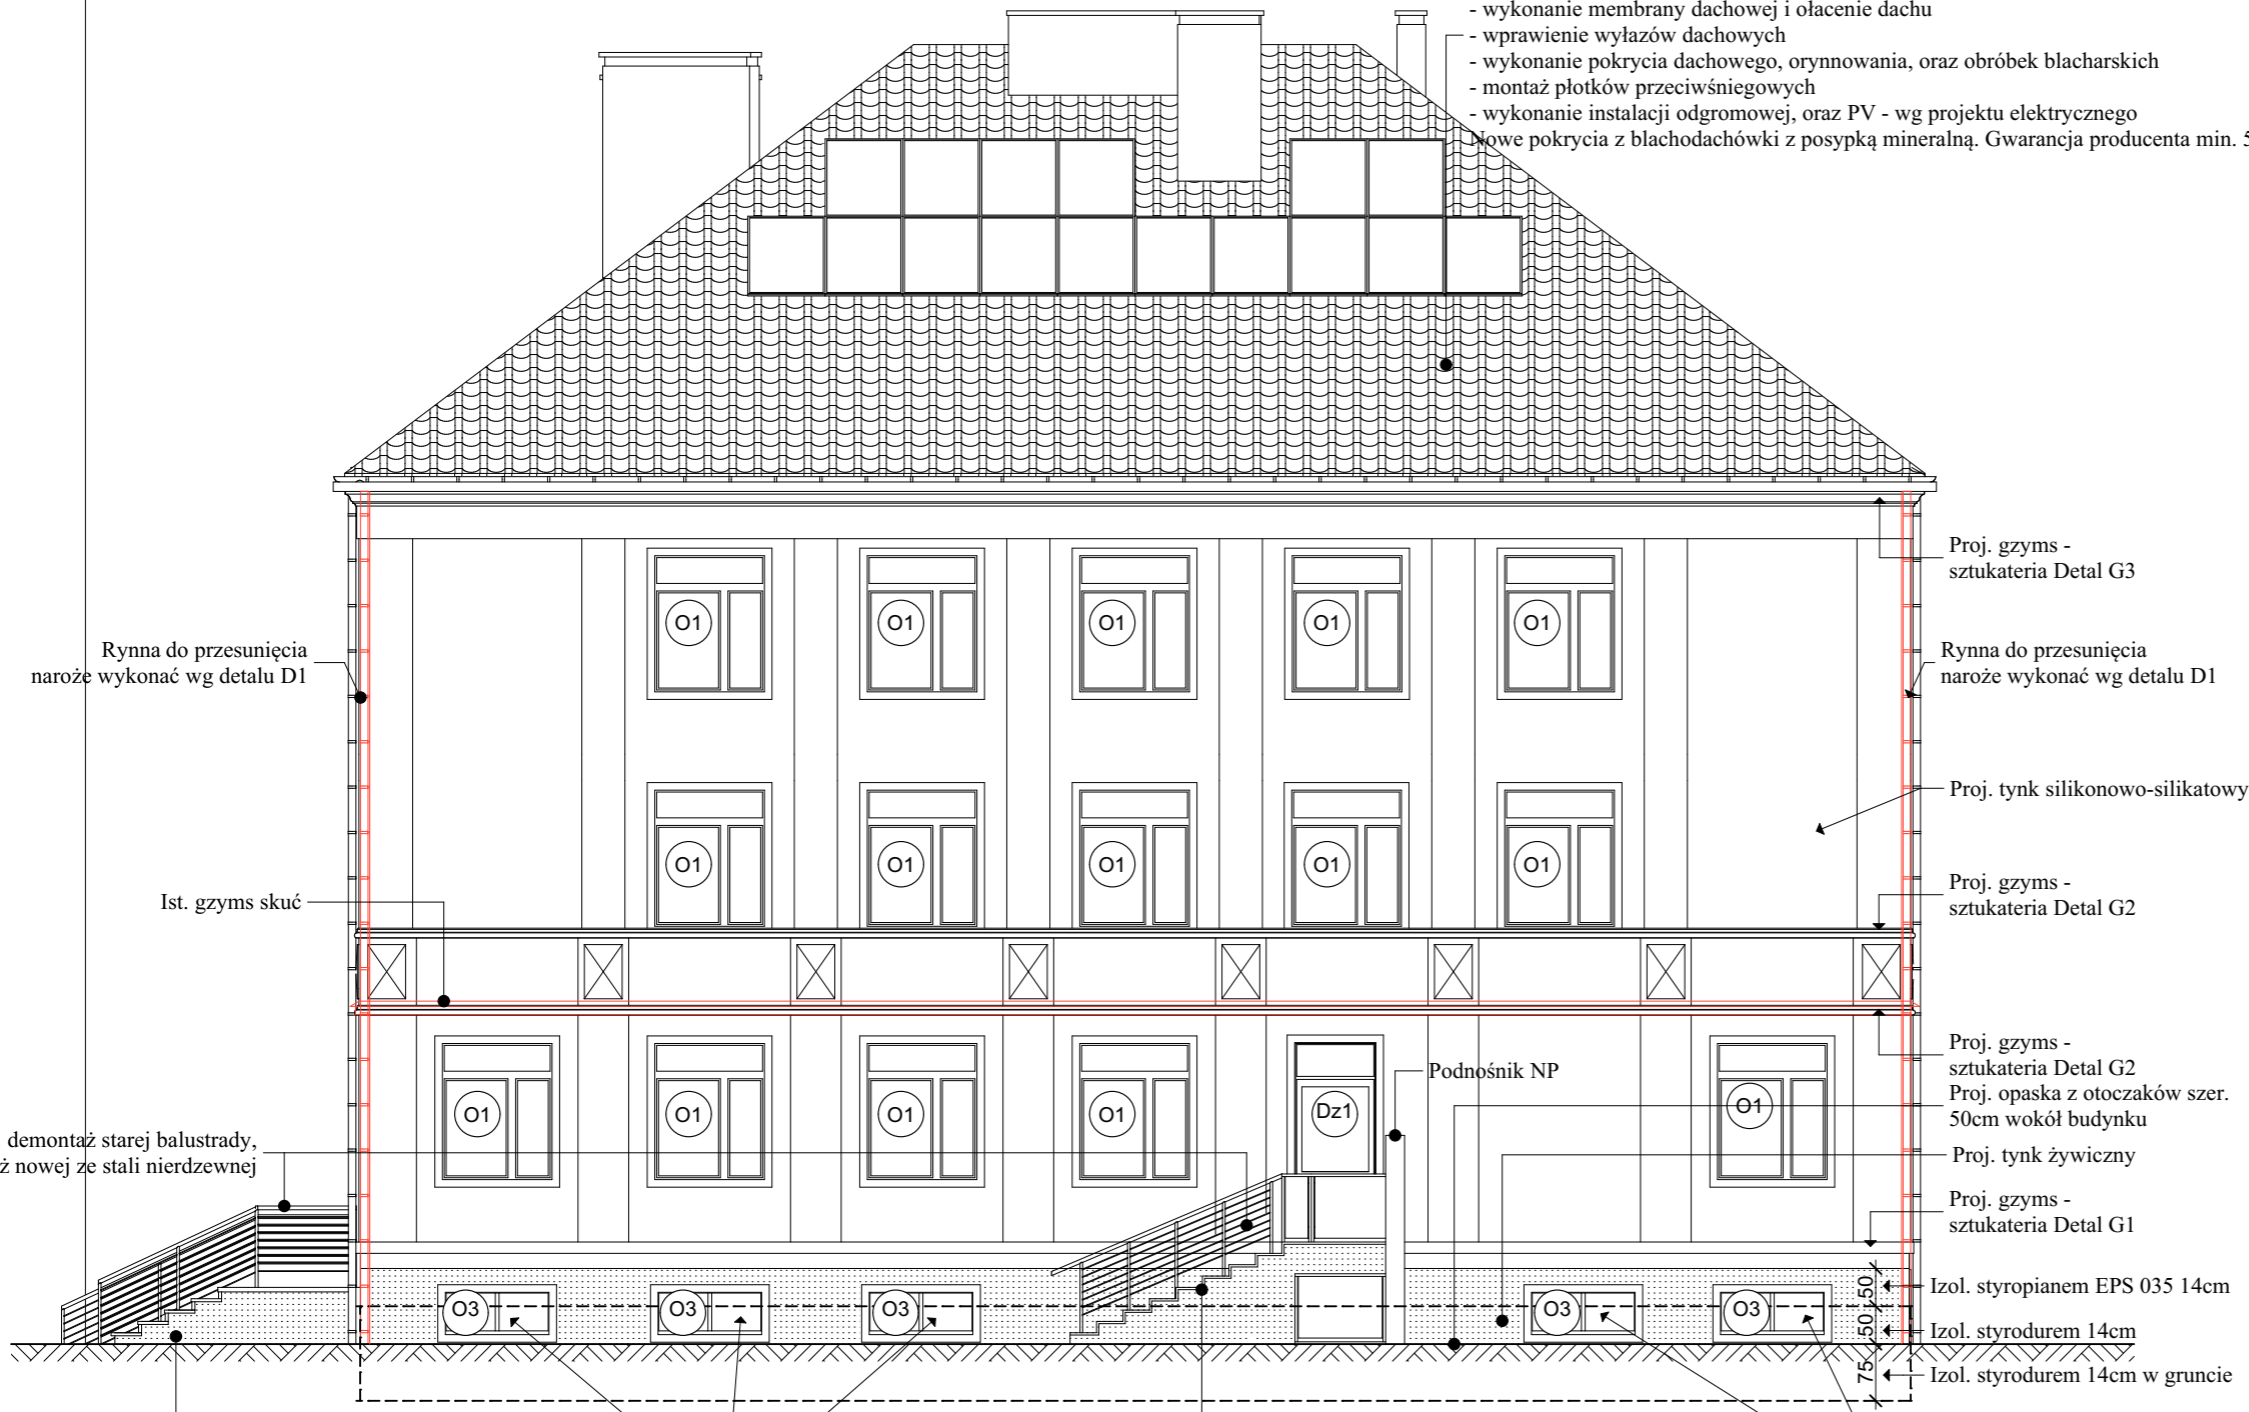 - wykonanie membrany dachowej i ołacenie dachu
- wprawienie wyłazów dachowych
- wykonanie pokrycia dachowego, orynnowania, oraz obróbek blacharskich
- montaż płotków przeciwśniegowych
- wykonanie instalacji odgromowej, oraz PV - wg projektu elektrycznego
Nowe pokrycia z blachodachówki z posypką mineralną. Gwarancja producenta min. 5
Proj. gzyms -
sztukateria Detal G3
O1 O1 O1 O1 O1
Rynna do przesunięcia
naroże wykonać wg detalu D1
Rynna do przesunięcia
naroże wykonać wg detalu D1
Proj. tynk silikonowo-silikatowy
O1 O1 O1 O1 O1
Ist. gzyms skuć
Proj. gzyms -
sztukateria Detal G2
Proj. gzyms -
sztukateria Detal G2
Podnośnik NP
Proj. opaska z otoczaków szer.
50cm wokół budynku
O1 O1 O1 O1 Dz1 O1
demontaż starej balustrady,
ż nowej ze stali nierdzewnej
Proj. tynk żywiczny
Proj. gzyms -
sztukateria Detal G1
50
Izol. styropianem EPS 035 14cm
O3 O3 O3 O3 O3
50
Izol. styrodurem 14cm
75
Izol. styrodurem 14cm w gruncie